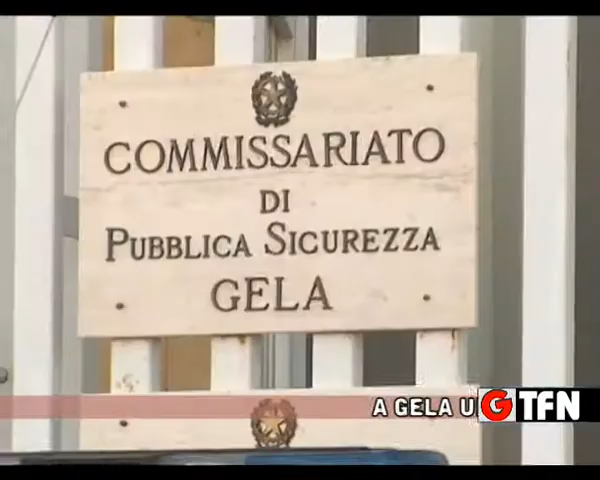 COMMISSARIATO
DI
PUBBLICA SICUREZZA
GELA
A GELA U
G TFN